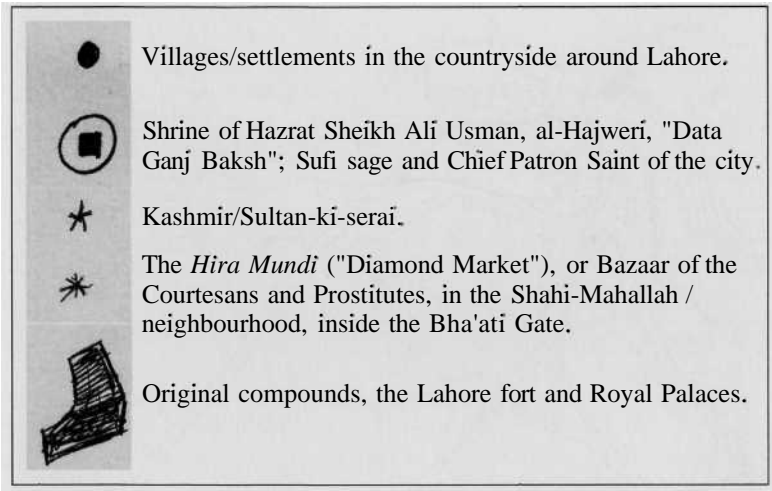 Villages/settlements in the countryside around Lahore.
Shrine of Hazrat Sheikh Ali Usman, al-Hajweri, "Data
Ganj Baksh"; Sufi sage and Chief Patron Saint of the city.
Kashmir/Sultan-ki-serai.
The Hira Mundi ("Diamond Market"), or Bazaar of the
Courtesans and Prostitutes, in the Shahi-Mahallah /
neighbourhood, inside the Bha'ati Gate.
Original compounds, the Lahore fort and Royal Palaces.